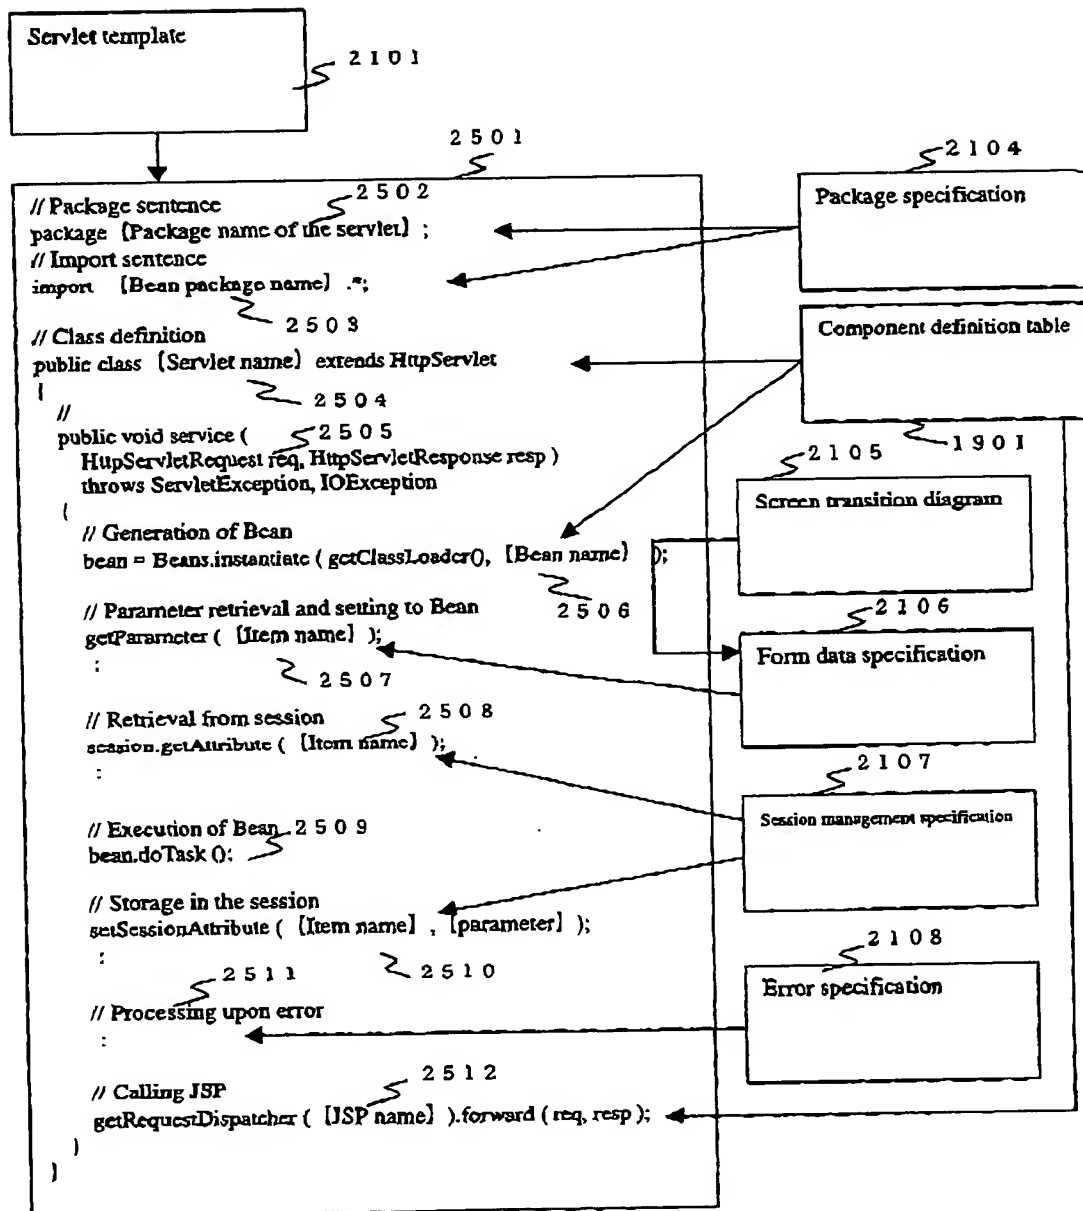 Servlet template
2101
2501
2104
// Package sentence
2502
Package specification
package [Package name of the servlet] ;
// Import sentence
import [Bean package name] .*;
2503
Component definition table
// Class definition
public class [Servlet name] extends HttpServlet
{
2504
//
public void service (
2505
1901
HttpServletRequest req, HttpServletResponse resp )
2105
throws ServletException, IOException
{
Screen transition diagram
// Generation of Bean
bean = Beans.instantiate ( getClassLoader(), [Bean name] );
2506
// Parameter retrieval and setting to Bean
2106
getParameter ( [Item name] );
Form data specification
:
2507
// Retrieval from session
2508
session.getAttribute ( [Item name] );
:
2107
Session management specification
// Execution of Bean
2509
bean.doTask ();
// Storage in the session
setSessionAttribute ( [Item name] , [parameter] );
2108
:
2510
2511
Error specification
// Processing upon error
:
// Calling JSP
2512
getRequestDispatcher ( [JSP name] ).forward ( req, resp );
}
}